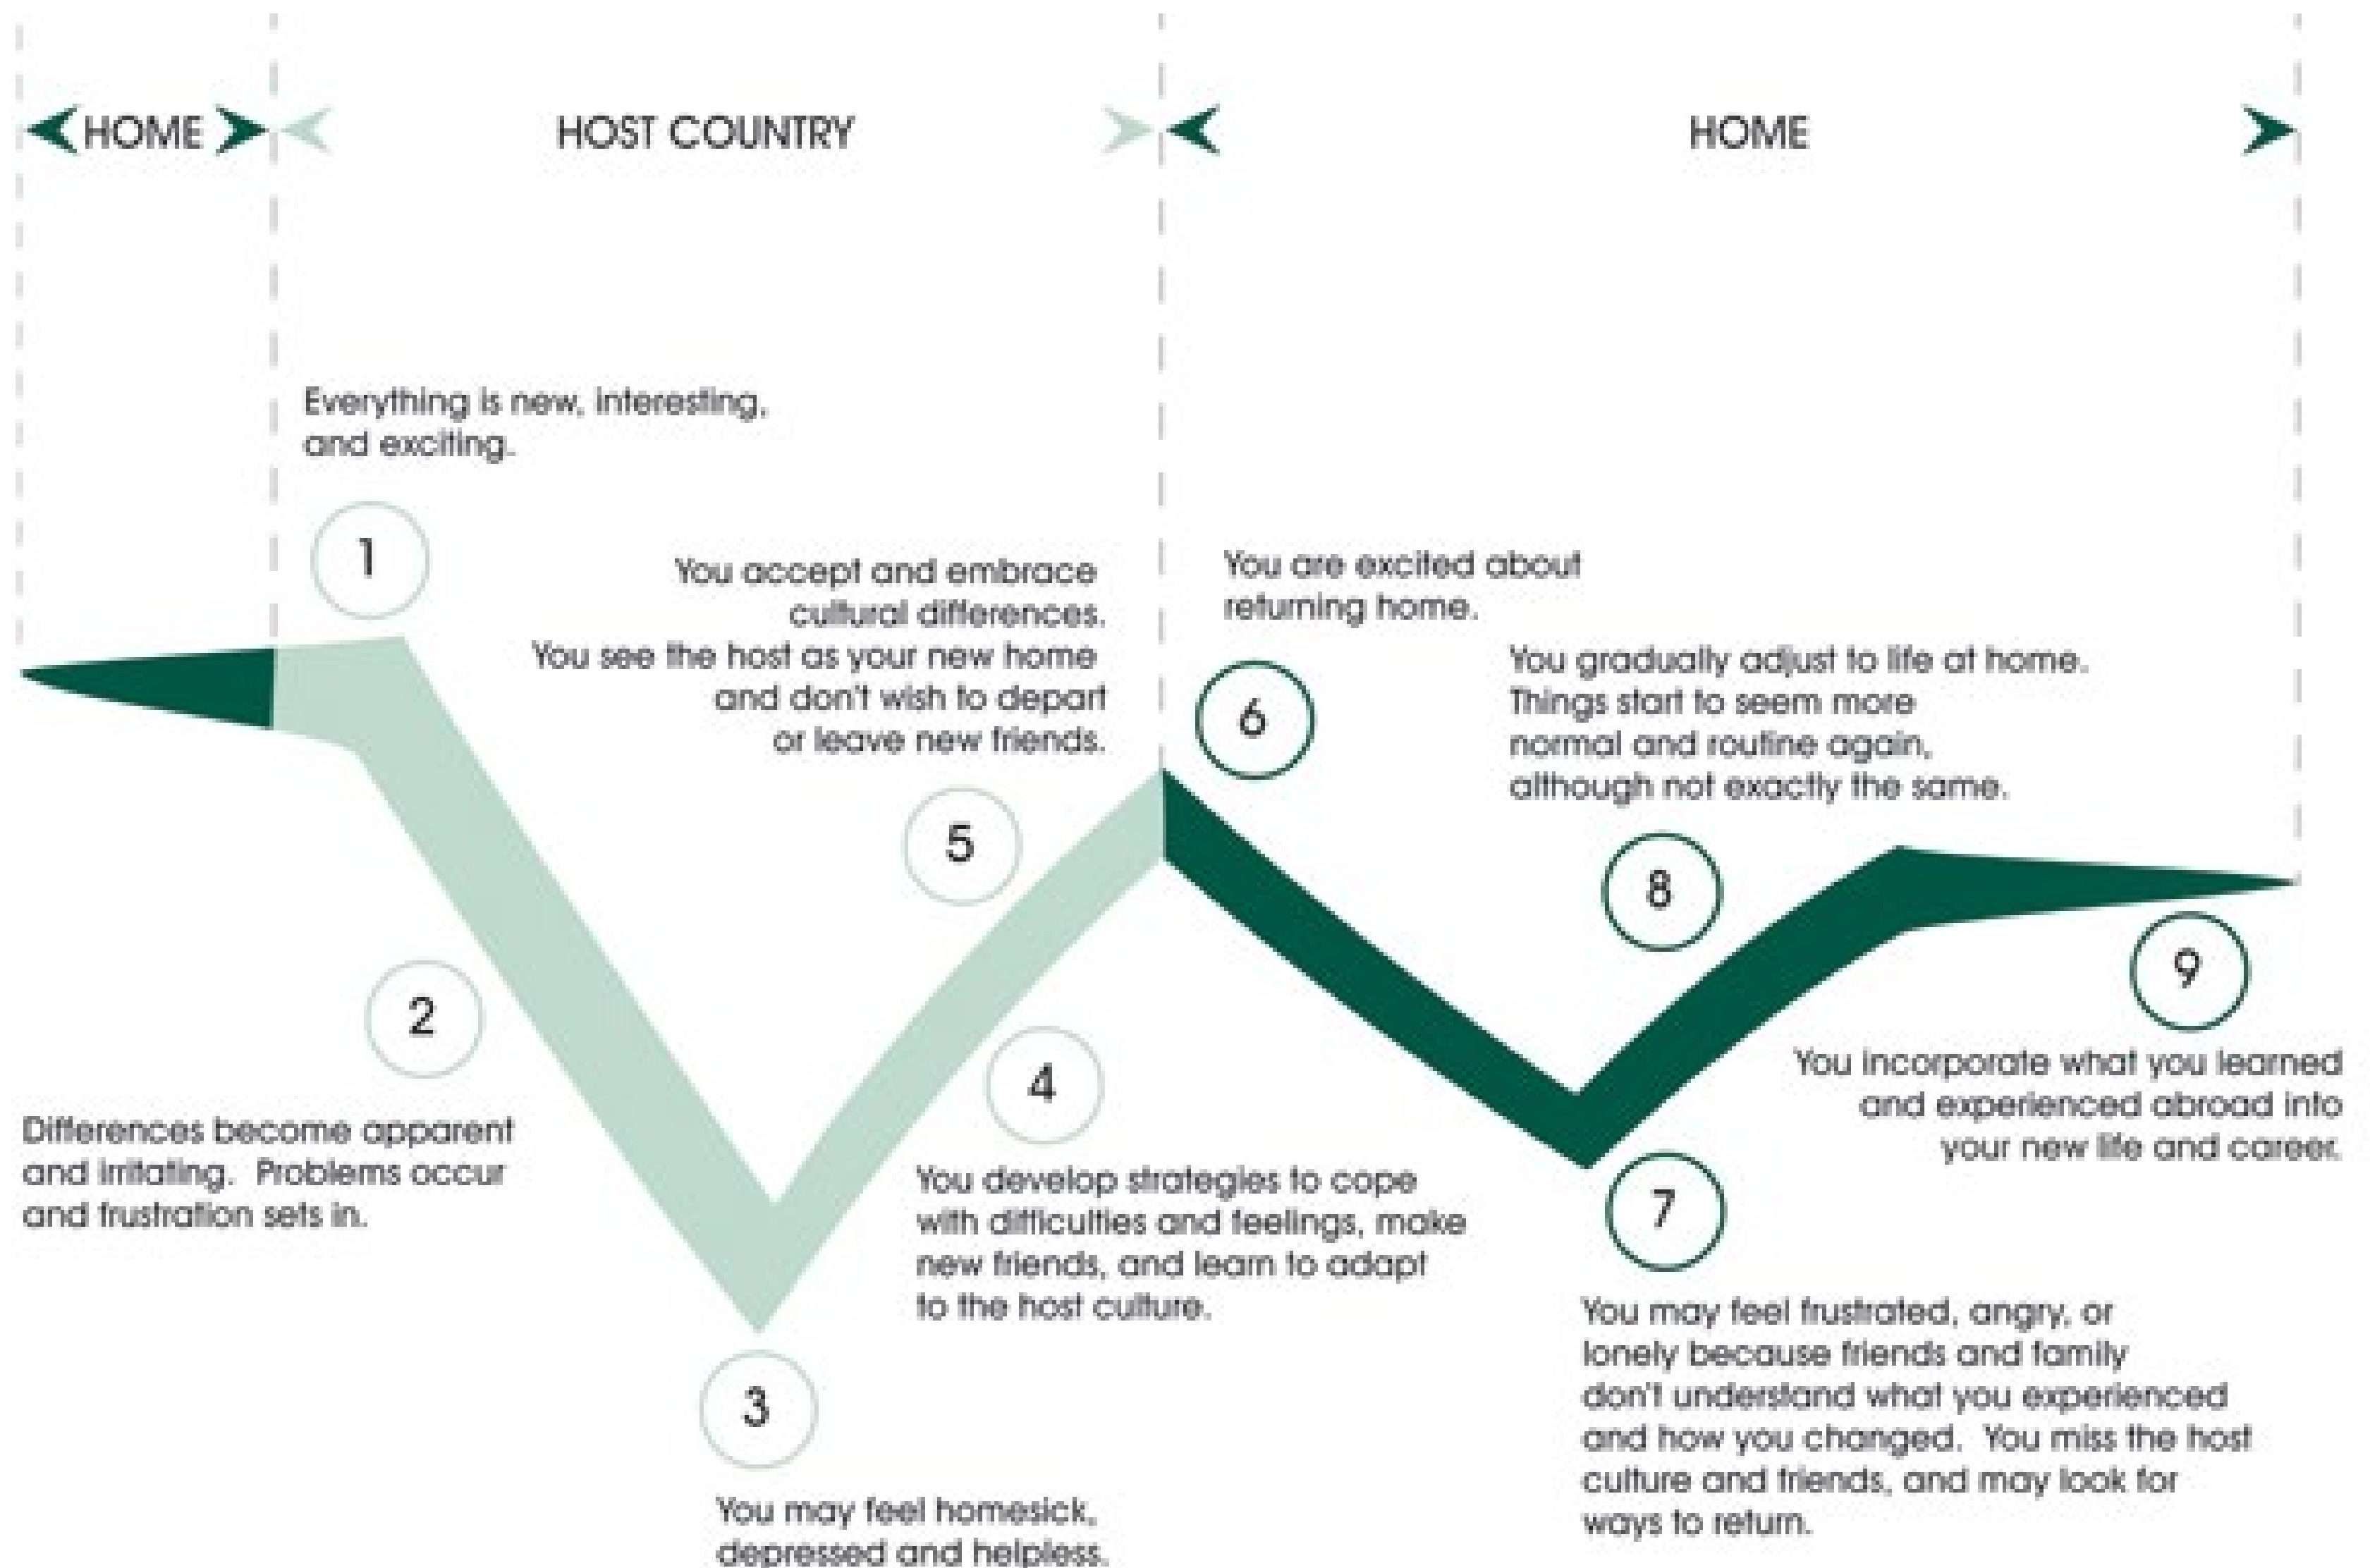 HOME
HOST COUNTRY
HOME
Everything is new, interesting,
and exciting.
1
You accept and embrace
cultural differences.
You see the host as your new home
and don't wish to depart
or leave new friends.
You are excited about
returning home.
6
You gradually adjust to life at home.
Things start to seem more
normal and routine again,
although not exactly the same.
5
8
9
2
4
You incorporate what you learned
and experienced abroad into
your new life and career.
Differences become apparent
and irritating.  Problems occur
and frustration sets in.
You develop strategies to cope
with difficulties and feelings, make
new friends, and learn to adapt
to the host culture.
7
You may feel frustrated, angry, or
lonely because friends and family
don't understand what you experienced
and how you changed.  You miss the host
culture and friends, and may look for
ways to return.
3
You may feel homesick,
depressed and helpless.